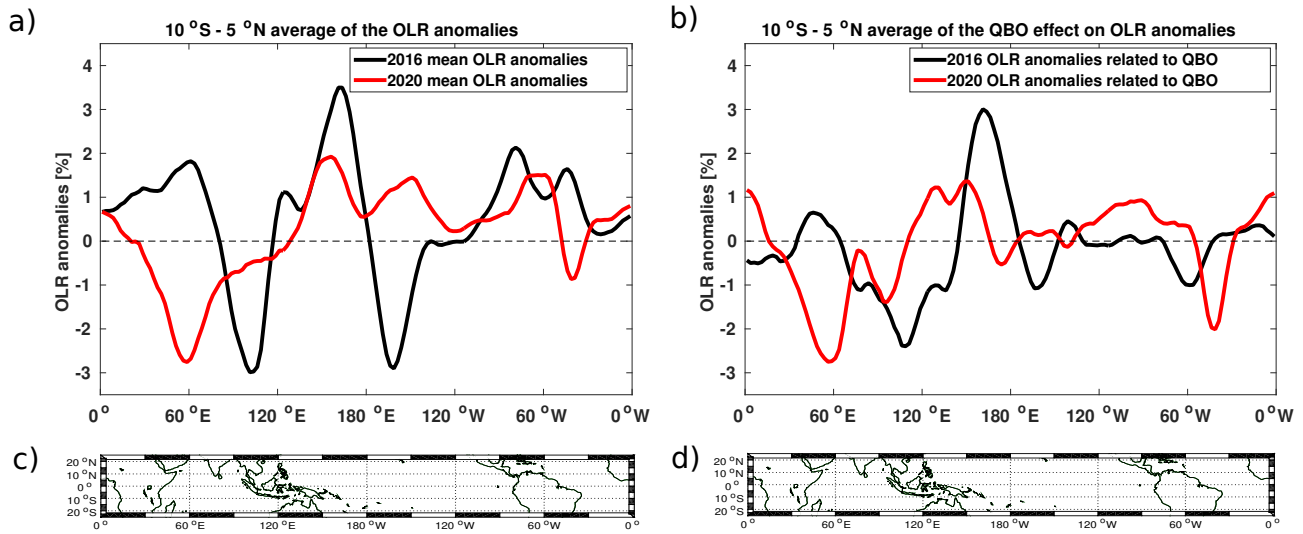 a)
10 °S - 5 °N average of the OLR anomalies
2016 mean OLR anomalies
2020 mean OLR anomalies
OLR anomalies [%]
4
3
2
1
0
-1
-2
-3
0° 60 °E 120 °E 180 °E 120 °W 60 °W 0 °W
b)
10 °S - 5 °N average of the QBO effect on OLR anomalies
2016 OLR anomalies related to QBO
2020 OLR anomalies related to QBO
OLR anomalies [%]
4
3
2
1
0
-1
-2
-3
0° 60 °E 120 °E 180 °E 120 °W 60 °W 0 °W
c)
20 °N
10 °N
0 °
10 °S
20 °S
0° 60 °E 120 °E 180 °W 120 °W 60 °W 0 °
d)
20 °N
10 °N
0 °
10 °S
20 °S
0° 60 °E 120 °E 180 °W 120 °W 60 °W 0 °